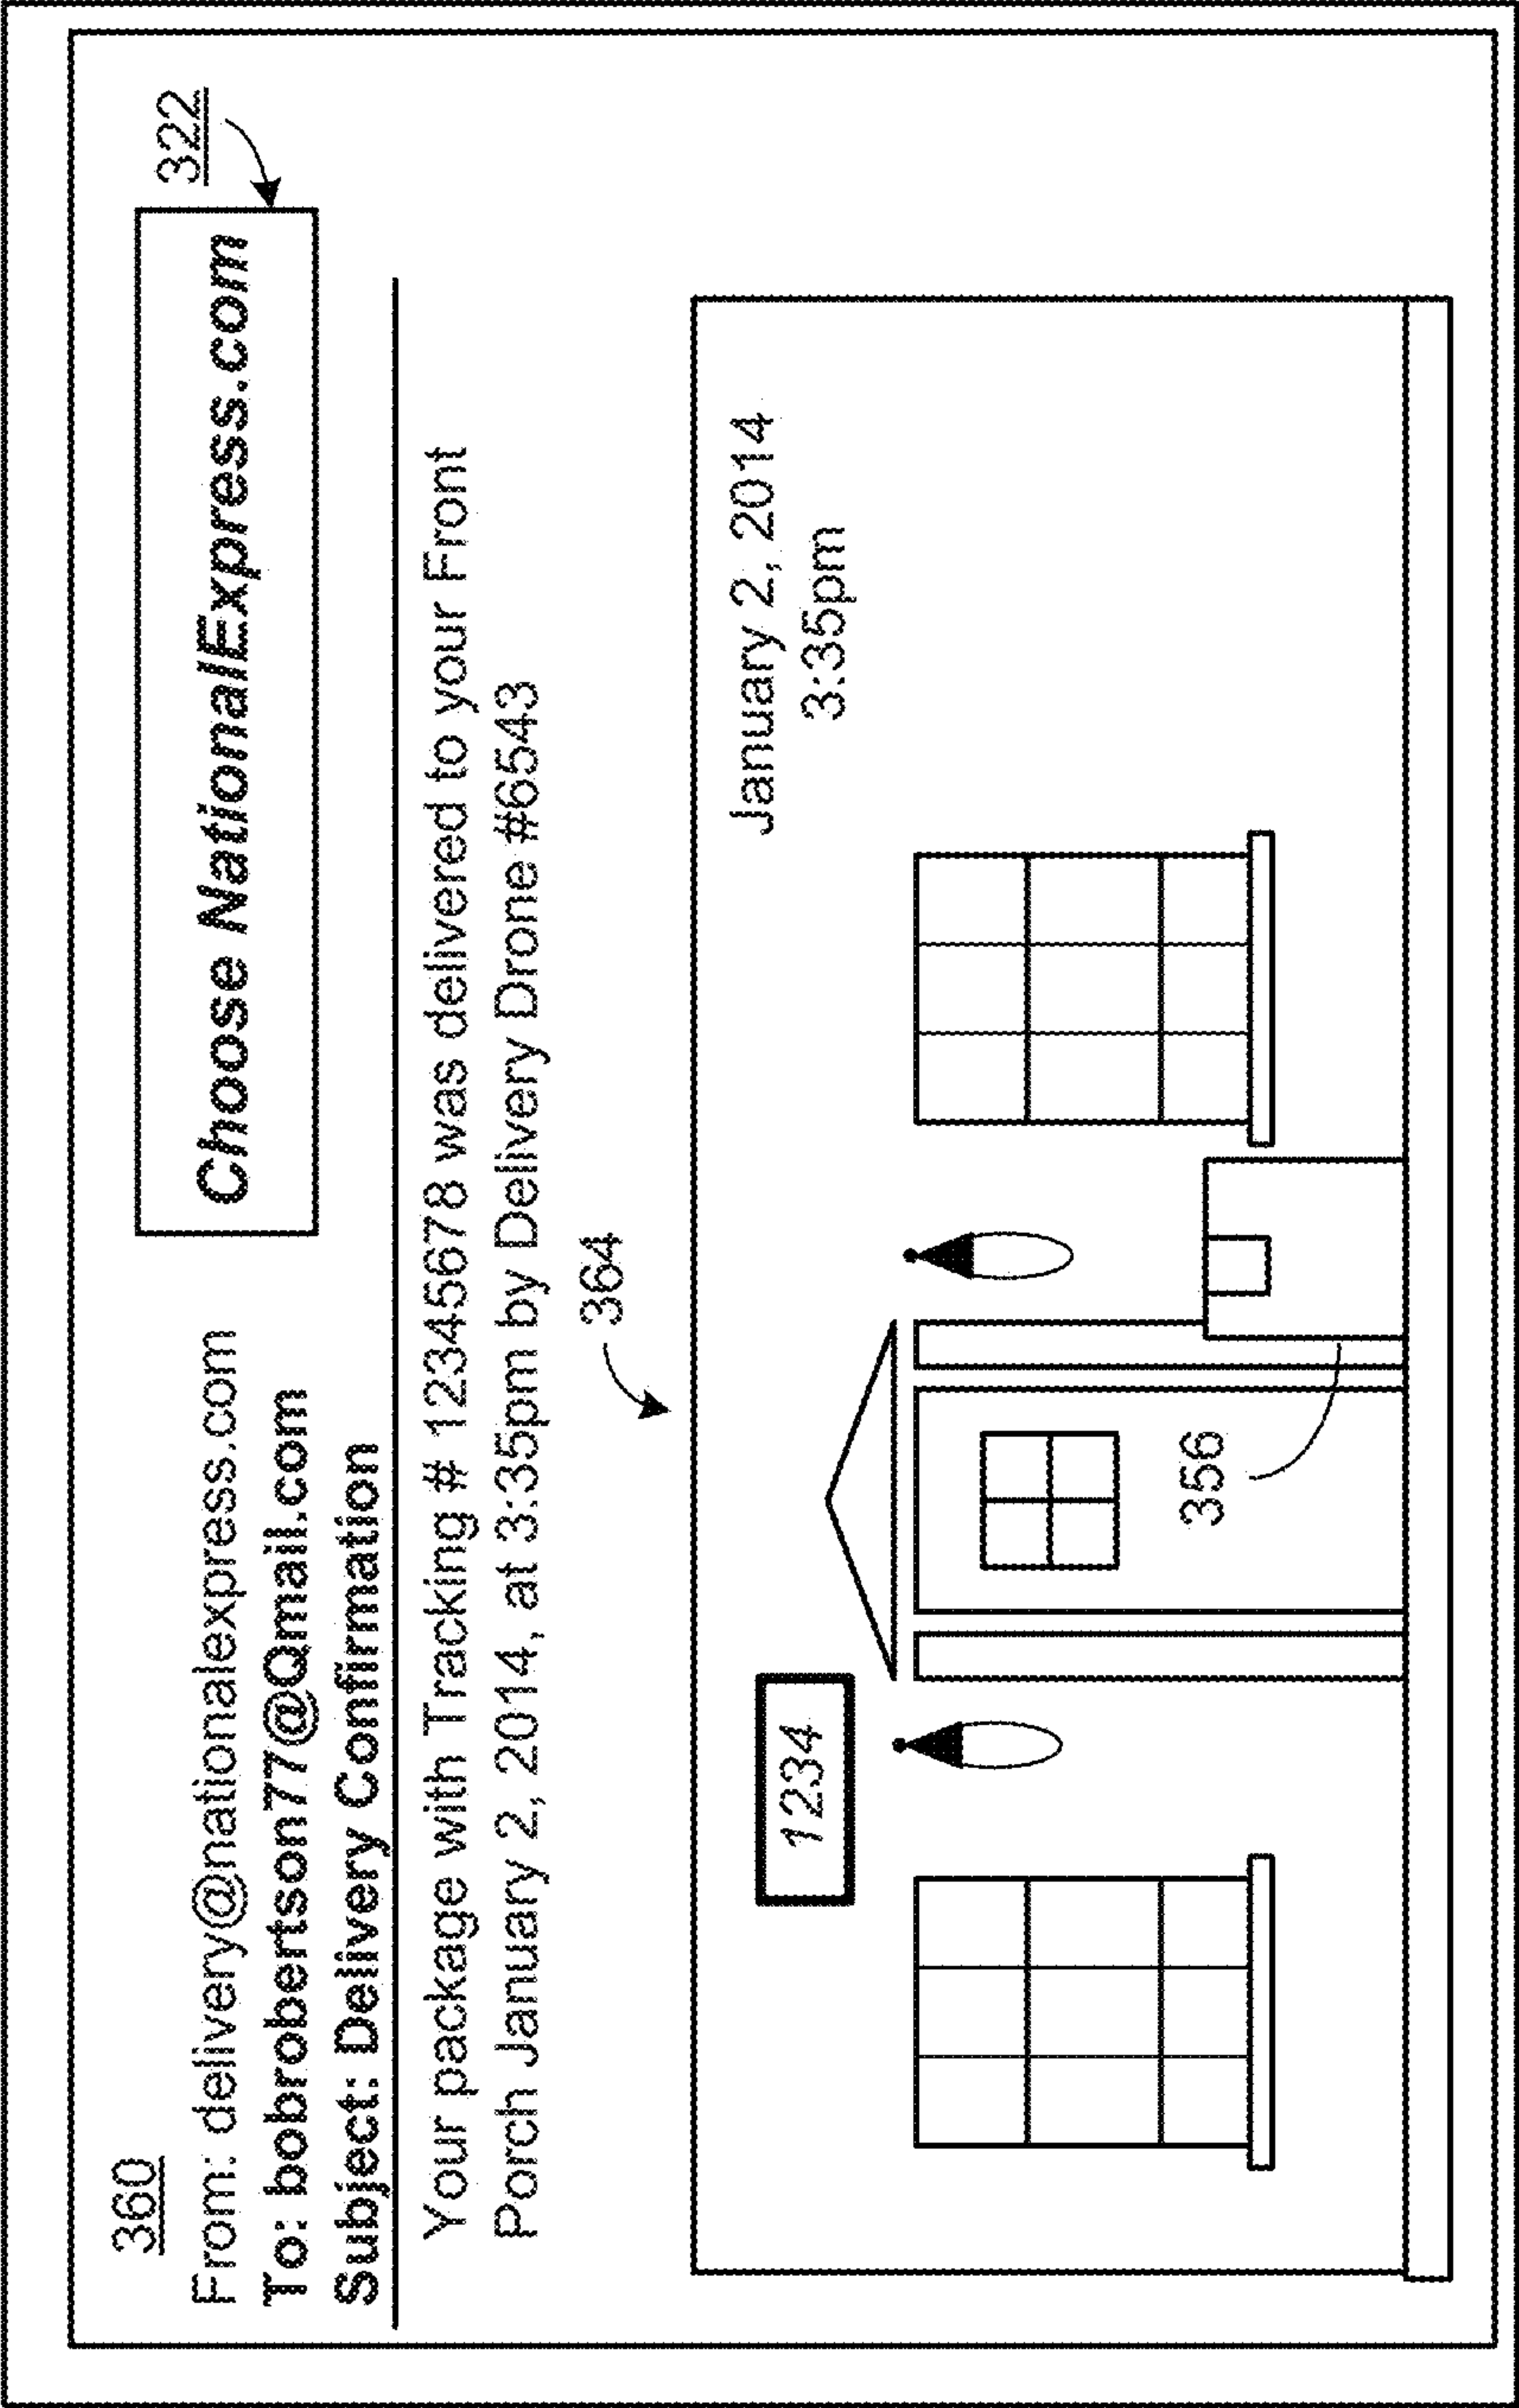 360
From: delivery@nationalexpress.com
To: bobrobertson77@Qmail.com
Subject: Delivery Confirmation
Choose NationalExpress.com
322
Your package with Tracking # 12345678 was delivered to your Front
Porch January 2, 2014, at 3:35pm by Delivery Drone #6543
364
January 2, 2014
3:35pm
1234
356